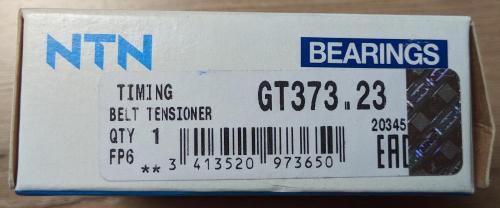 NTN
BEARINGS
TIMING
BELT TENSIONER
GT373.23
QTY 1
FP6
** 3 413520 973650
20345
EAC